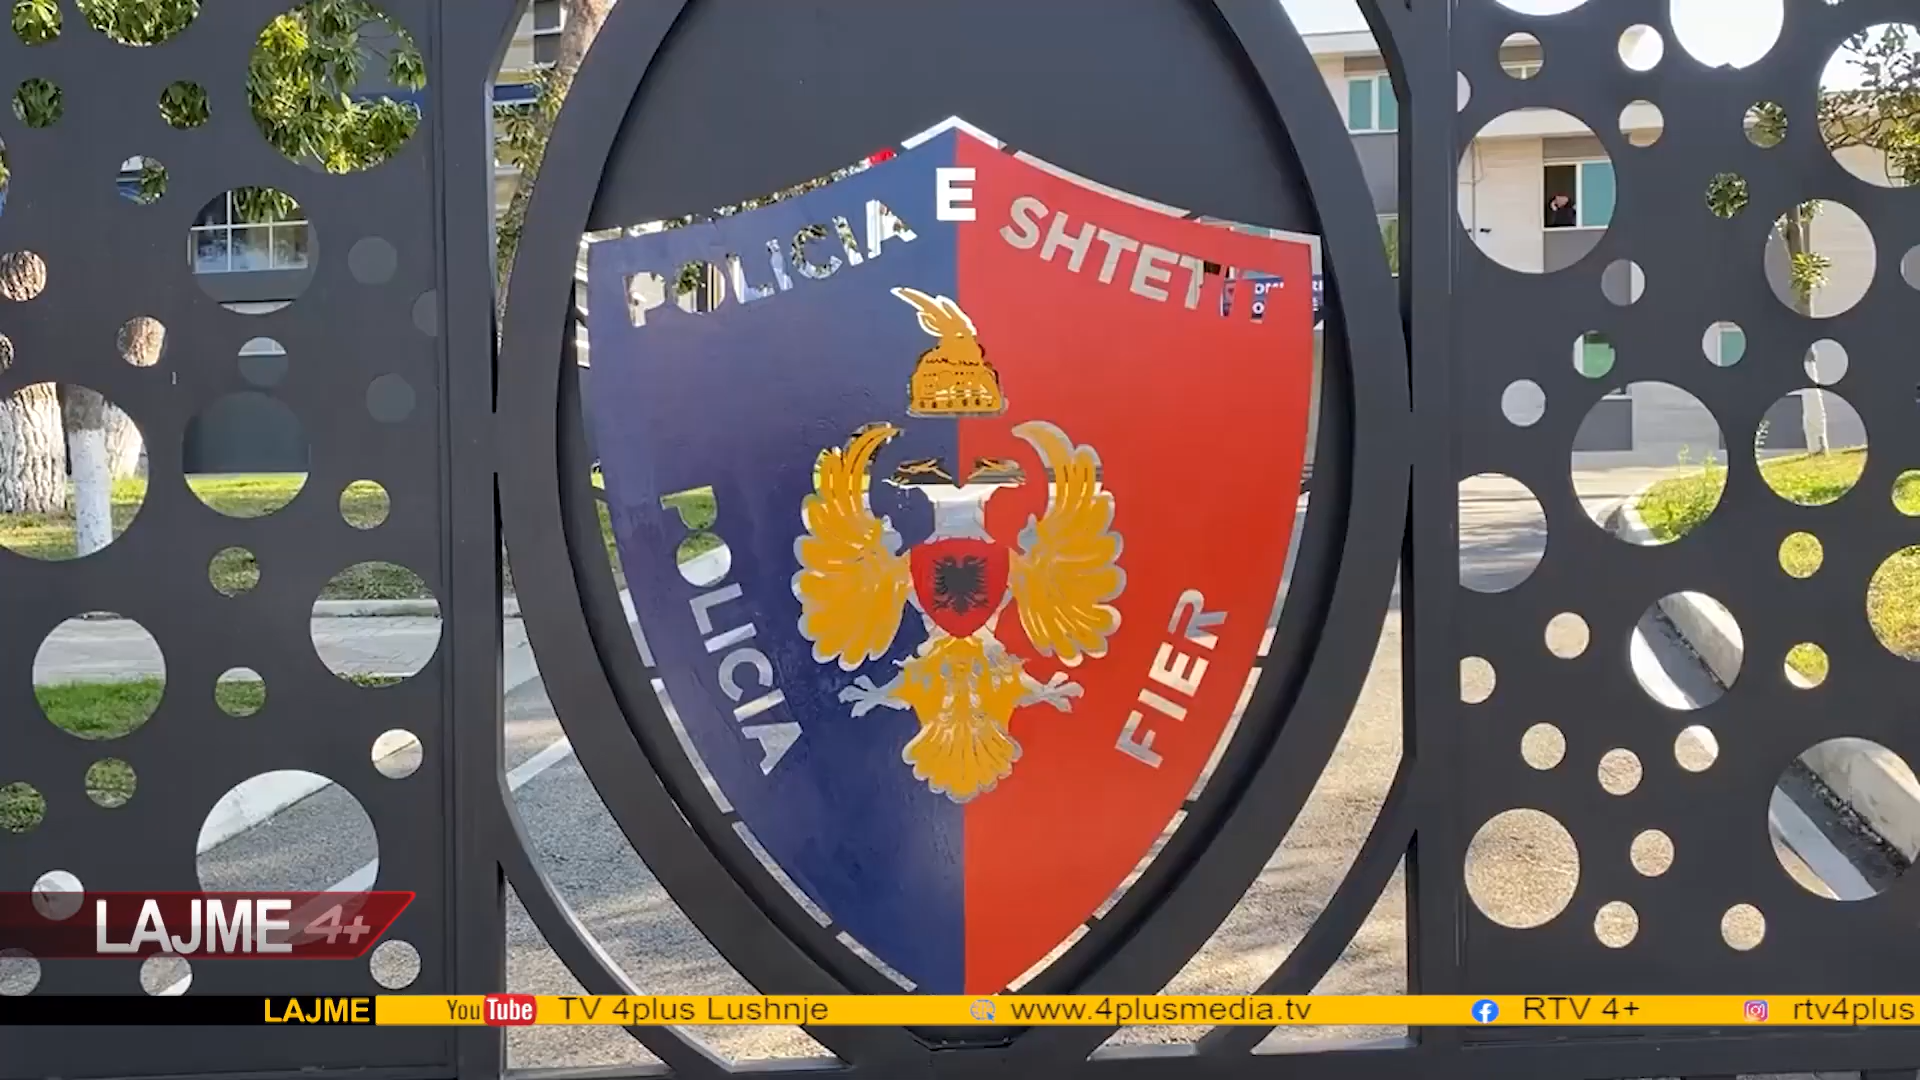 POLICIA E SHTETIT
POLICIA
FIER
LAJME 4+
LAJME YouTube TV 4plus Lushnje www.4plusmedia.tv RTV 4+ rtv4plus